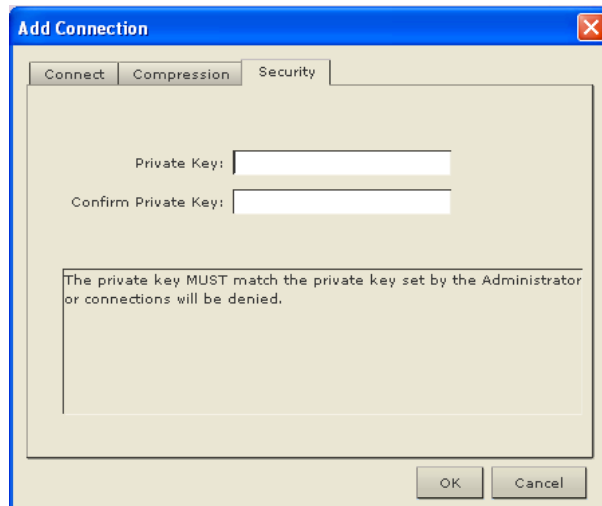 Add Connection
Connect Compression Security
Private Key:
Confirm Private Key:
The private key MUST match the private key set by the Administrator
or connections will be denied.
OK Cancel